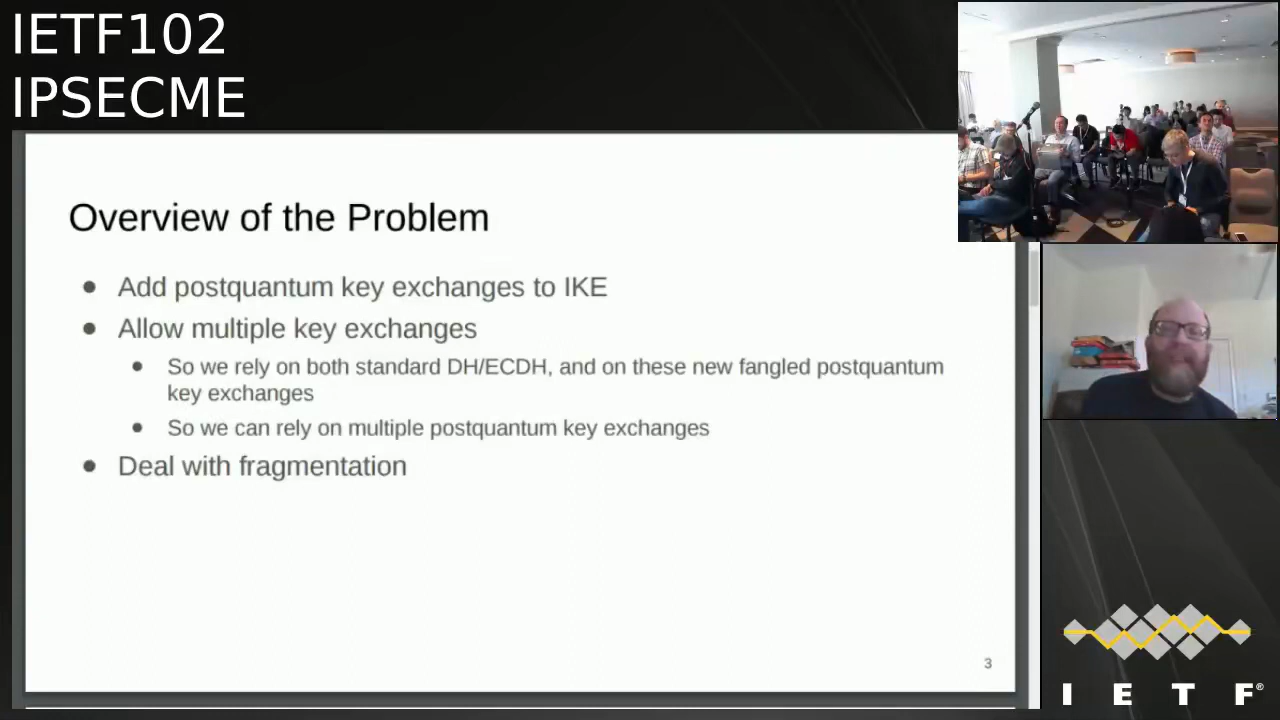 IETF102
IPSECME
Overview of the Problem
● Add postquantum key exchanges to IKE
● Allow multiple key exchanges
● So we rely on both standard DH/ECDH, and on these new fangled postquantum
key exchanges
● So we can rely on multiple postquantum key exchanges
● Deal with fragmentation
3
I E T F®